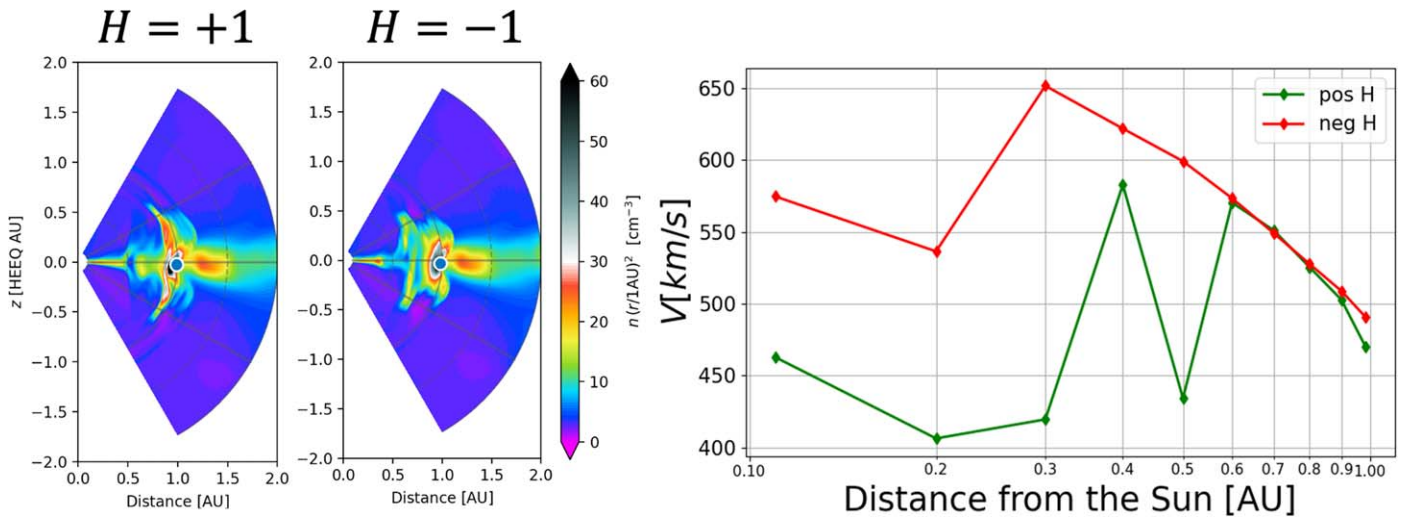 H = +1
H = −1
2.0
1.5
1.0
0.5
0.0
−0.5
−1.0
−1.5
−2.0
z [HEEQ AU]
0.0 0.5 1.0 1.5 2.0
Distance [AU]
2.0
1.5
1.0
0.5
0.0
−0.5
−1.0
−1.5
−2.0
0.0 0.5 1.0 1.5 2.0
Distance [AU]
60
50
40
30
20
10
0
n (r/1AU)² [cm⁻³]
650
600
550
500
450
400
V[km/s]
pos H
neg H
0.10 0.2 0.3 0.4 0.5 0.6 0.7 0.8 0.91.00
Distance from the Sun [AU]